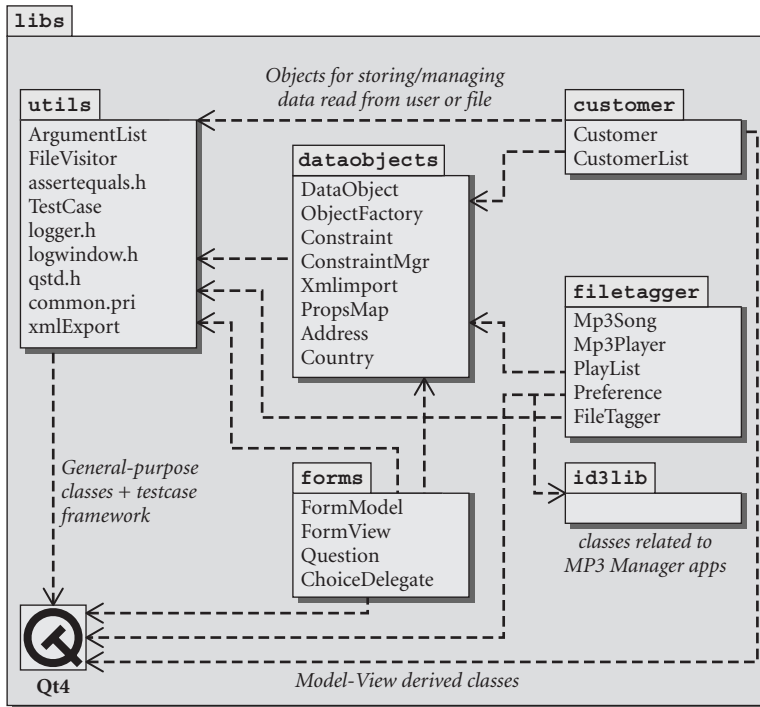 libs
Objects for storing/managing
data read from user or file
utils
ArgumentList
FileVisitor
assertequals.h
TestCase
logger.h
logwindow.h
qstd.h
common.pri
xmlExport
dataobjects
DataObject
ObjectFactory
Constraint
ConstraintMgr
Xmlimport
PropsMap
Address
Country
customer
Customer
CustomerList
filetagger
Mp3Song
Mp3Player
PlayList
Preference
FileTagger
General-purpose
classes + testcase
framework
forms
FormModel
FormView
Question
ChoiceDelegate
id3lib
classes related to
MP3 Manager apps
Qt4
Model-View derived classes